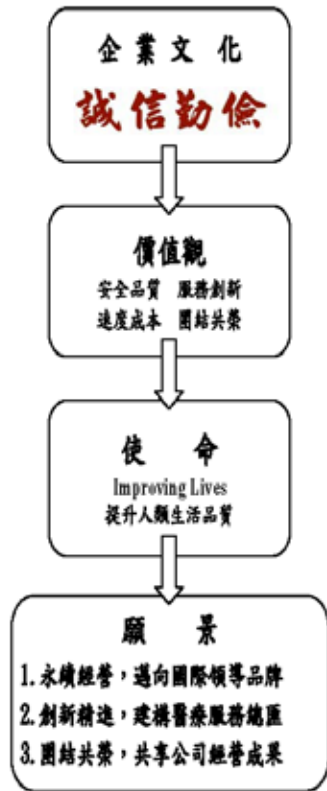 企業文化
誠信勤儉
價值觀
安全品質 服務創新
速度成本 團結共榮
使命
Improving Lives
提升人類生活品質
願景
1.永續經營，邁向國際領導品牌
2.創新精進，建構醫療服務總匯
3.團結共榮，共享公司經營成果